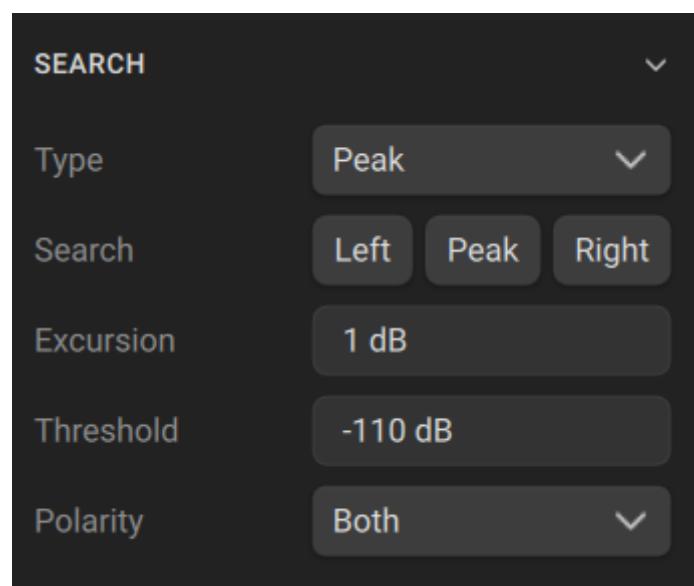 SEARCH
Type Peak
Search Left Peak Right
Excursion 1 dB
Threshold -110 dB
Polarity Both